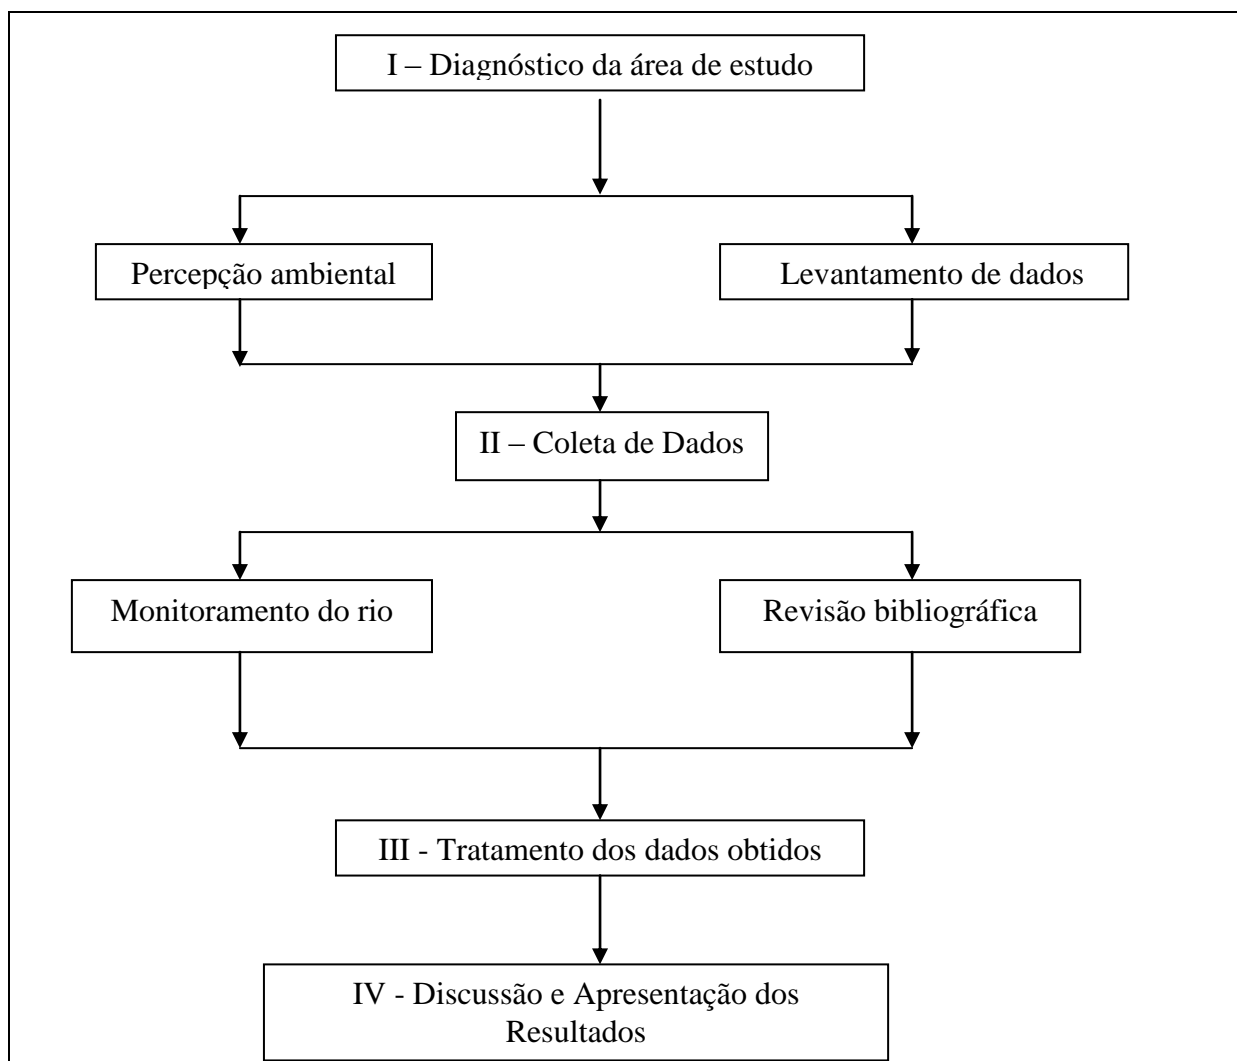 I – Diagnóstico da área de estudo
Percepção ambiental
Levantamento de dados
II – Coleta de Dados
Monitoramento do rio
Revisão bibliográfica
III - Tratamento dos dados obtidos
IV - Discussão e Apresentação dos
Resultados